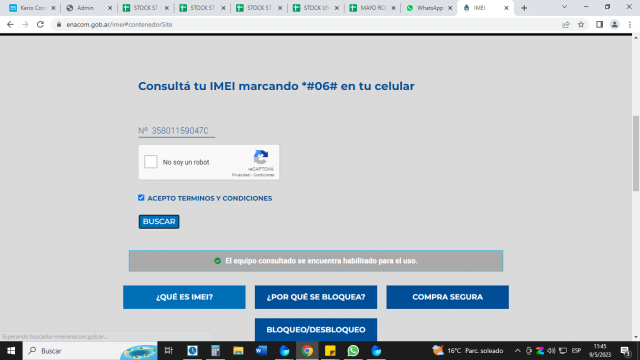 Kerio Conn
Admin
STOCK ST
STOCK ST
STOCK ST
STOCK UN
MAYO RO
WhatsApp
IMEI
enacom.gob.ar/imei#contenedorSite
Consultá tu IMEI marcando *#06# en tu celular
Nº 358011590470
No soy un robot
reCAPTCHA
Privacidad - Condiciones
ACEPTO TERMINOS Y CONDICIONES
BUSCAR
El equipo consultado se encuentra habilitado para el uso.
¿QUÉ ES IMEI?
¿POR QUÉ SE BLOQUEA?
COMPRA SEGURA
BLOQUEO/DESBLOQUEO
Esperando buscador-imei.enacom.gob.ar...
Buscar
16°C Parc. soleado
ESP
11:45
9/5/2023